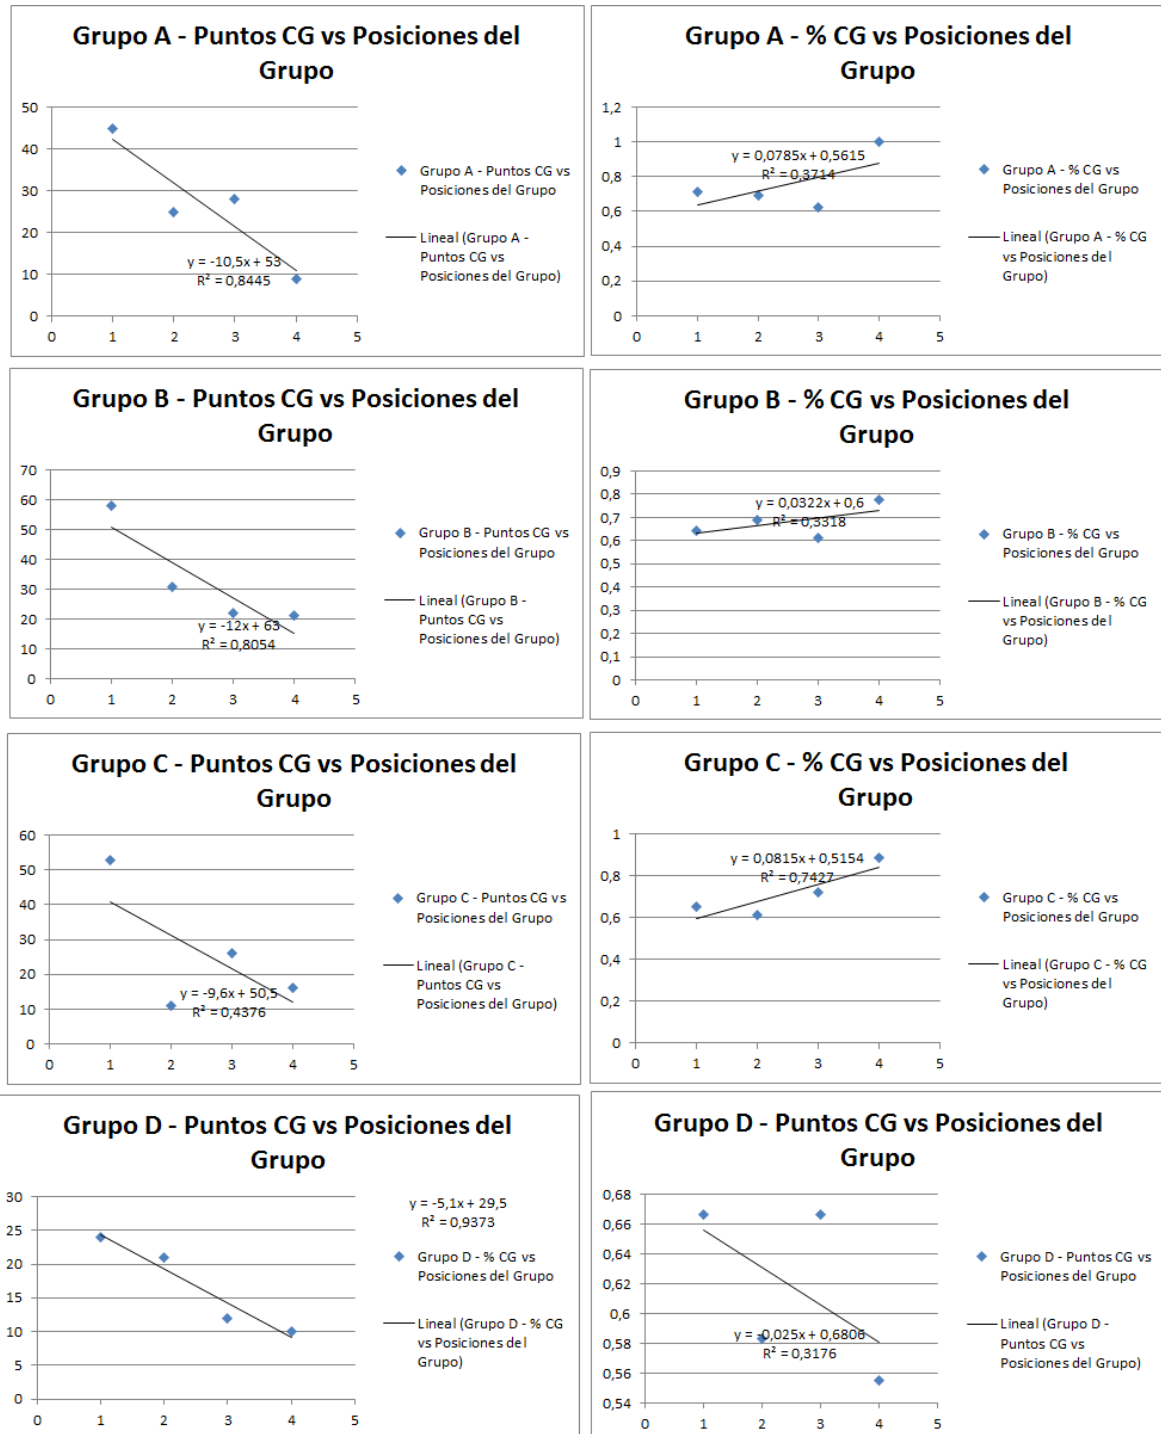 Grupo A - Puntos CG vs Posiciones del
Grupo
50
40
30
20
10
0
0 1 2 3 4 5
y = -10,5x + 53
R² = 0,8445
Grupo A - Puntos CG vs
Posiciones del Grupo
Lineal (Grupo A -
Puntos CG vs
Posiciones del Grupo)
Grupo A - % CG vs Posiciones del
Grupo
1,2
1
0,8
0,6
0,4
0,2
0
0 1 2 3 4 5
y = 0,0785x + 0,5615
R² = 0,3714
Grupo A - % CG vs
Posiciones del Grupo
Lineal (Grupo A - % CG
vs Posiciones del
Grupo)
Grupo B - Puntos CG vs Posiciones del
Grupo
70
60
50
40
30
20
10
0
0 1 2 3 4 5
y = -12x + 63
R² = 0,8054
Grupo B - Puntos CG vs
Posiciones del Grupo
Lineal (Grupo B -
Puntos CG vs
Posiciones del Grupo)
Grupo B - % CG vs Posiciones del
Grupo
0,9
0,8
0,7
0,6
0,5
0,4
0,3
0,2
0,1
0
0 1 2 3 4 5
y = 0,0322x + 0,6
R² = 0,3318
Grupo B - % CG vs
Posiciones del Grupo
Lineal (Grupo B - % CG
vs Posiciones del
Grupo)
Grupo C - Puntos CG vs Posiciones del
Grupo
60
50
40
30
20
10
0
0 1 2 3 4 5
y = -9,6x + 50,5
R² = 0,4376
Grupo C - Puntos CG vs
Posiciones del Grupo
Lineal (Grupo C -
Puntos CG vs
Posiciones del Grupo)
Grupo C - % CG vs Posiciones del
Grupo
1
0,8
0,6
0,4
0,2
0
0 1 2 3 4 5
y = 0,0815x + 0,5154
R² = 0,7427
Grupo C - % CG vs
Posiciones del Grupo
Lineal (Grupo C - % CG
vs Posiciones del
Grupo)
Grupo D - Puntos CG vs Posiciones del
Grupo
30
25
20
15
10
5
0
0 1 2 3 4 5
y = -5,1x + 29,5
R² = 0,9373
Grupo D - % CG vs
Posiciones del Grupo
Lineal (Grupo D - % CG
vs Posiciones del
Grupo)
Grupo D - Puntos CG vs Posiciones del
Grupo
0,68
0,66
0,64
0,62
0,6
0,58
0,56
0,54
0 1 2 3 4 5
y = -0,025x + 0,6806
R² = 0,3176
Grupo D - Puntos CG vs
Posiciones del Grupo
Lineal (Grupo D -
Puntos CG vs
Posiciones del Grupo)